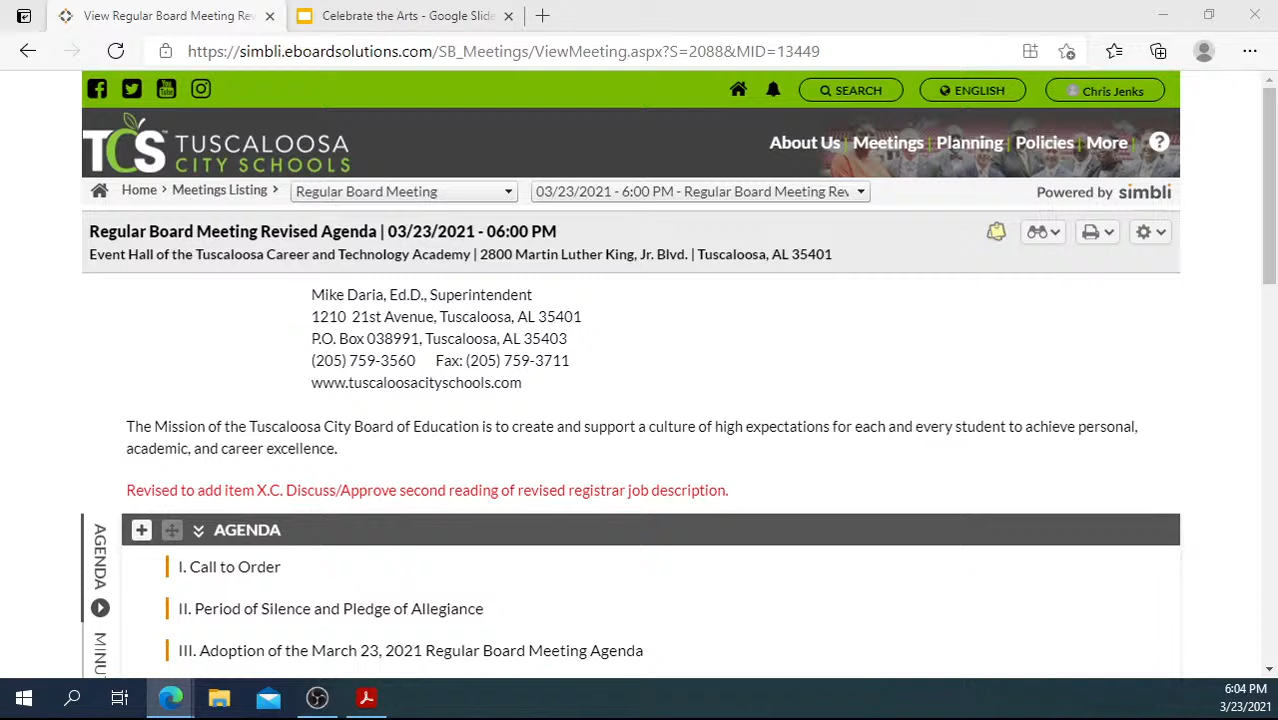 View Regular Board Meeting Rev
Celebrate the Arts - Google Slide
https://simbli.eboardsolutions.com/SB_Meetings/ViewMeeting.aspx?S=2088&MID=13449
SEARCH
ENGLISH
Chris Jenks
TCS TUSCALOOSA CITY SCHOOLS
About Us | Meetings | Planning | Policies | More
Home > Meetings Listing > Regular Board Meeting 03/23/2021 - 6:00 PM - Regular Board Meeting Rev
Powered by simbli
Regular Board Meeting Revised Agenda | 03/23/2021 - 06:00 PM
Event Hall of the Tuscaloosa Career and Technology Academy | 2800 Martin Luther King, Jr. Blvd. | Tuscaloosa, AL 35401
Mike Daria, Ed.D., Superintendent
1210 21st Avenue, Tuscaloosa, AL 35401
P.O. Box 038991, Tuscaloosa, AL 35403
(205) 759-3560 Fax: (205) 759-3711
www.tuscaloosacityschools.com
The Mission of the Tuscaloosa City Board of Education is to create and support a culture of high expectations for each and every student to achieve personal,
academic, and career excellence.
Revised to add item X.C. Discuss/Approve second reading of revised registrar job description.
AGENDA
AGENDA
I. Call to Order
II. Period of Silence and Pledge of Allegiance
III. Adoption of the March 23, 2021 Regular Board Meeting Agenda
MINU
6:04 PM
3/23/2021